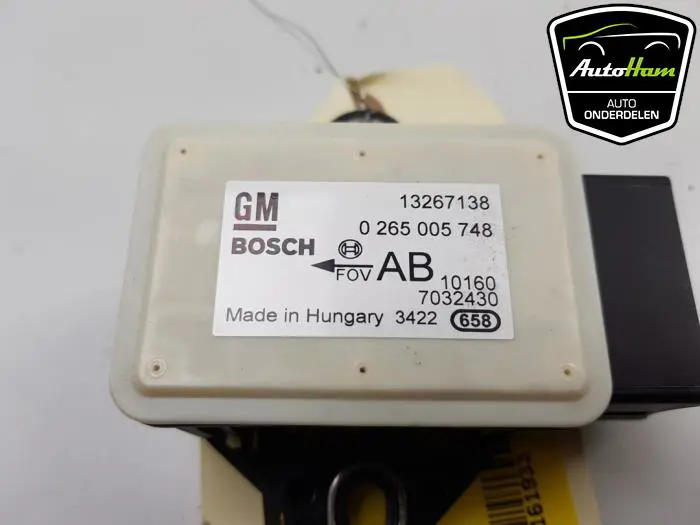 AutoHam
AUTO
ONDERDELEN
GM
13267138
BOSCH
0 265 005 748
FOV
AB
10160
7032430
Made in Hungary 3422 658